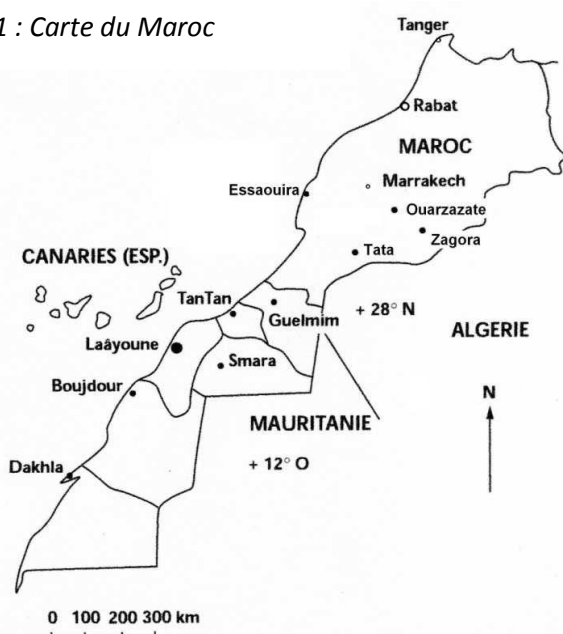 1 : Carte du Maroc
Tanger
Rabat
MAROC
Marrakech
Essaouira
Ouarzazate
Zagora
Tata
CANARIES (ESP.)
TanTan
Guelmim
+ 28° N
ALGERIE
Laâyoune
Smara
Boujdour
N
MAURITANIE
+ 12° O
Dakhla
0 100 200 300 km